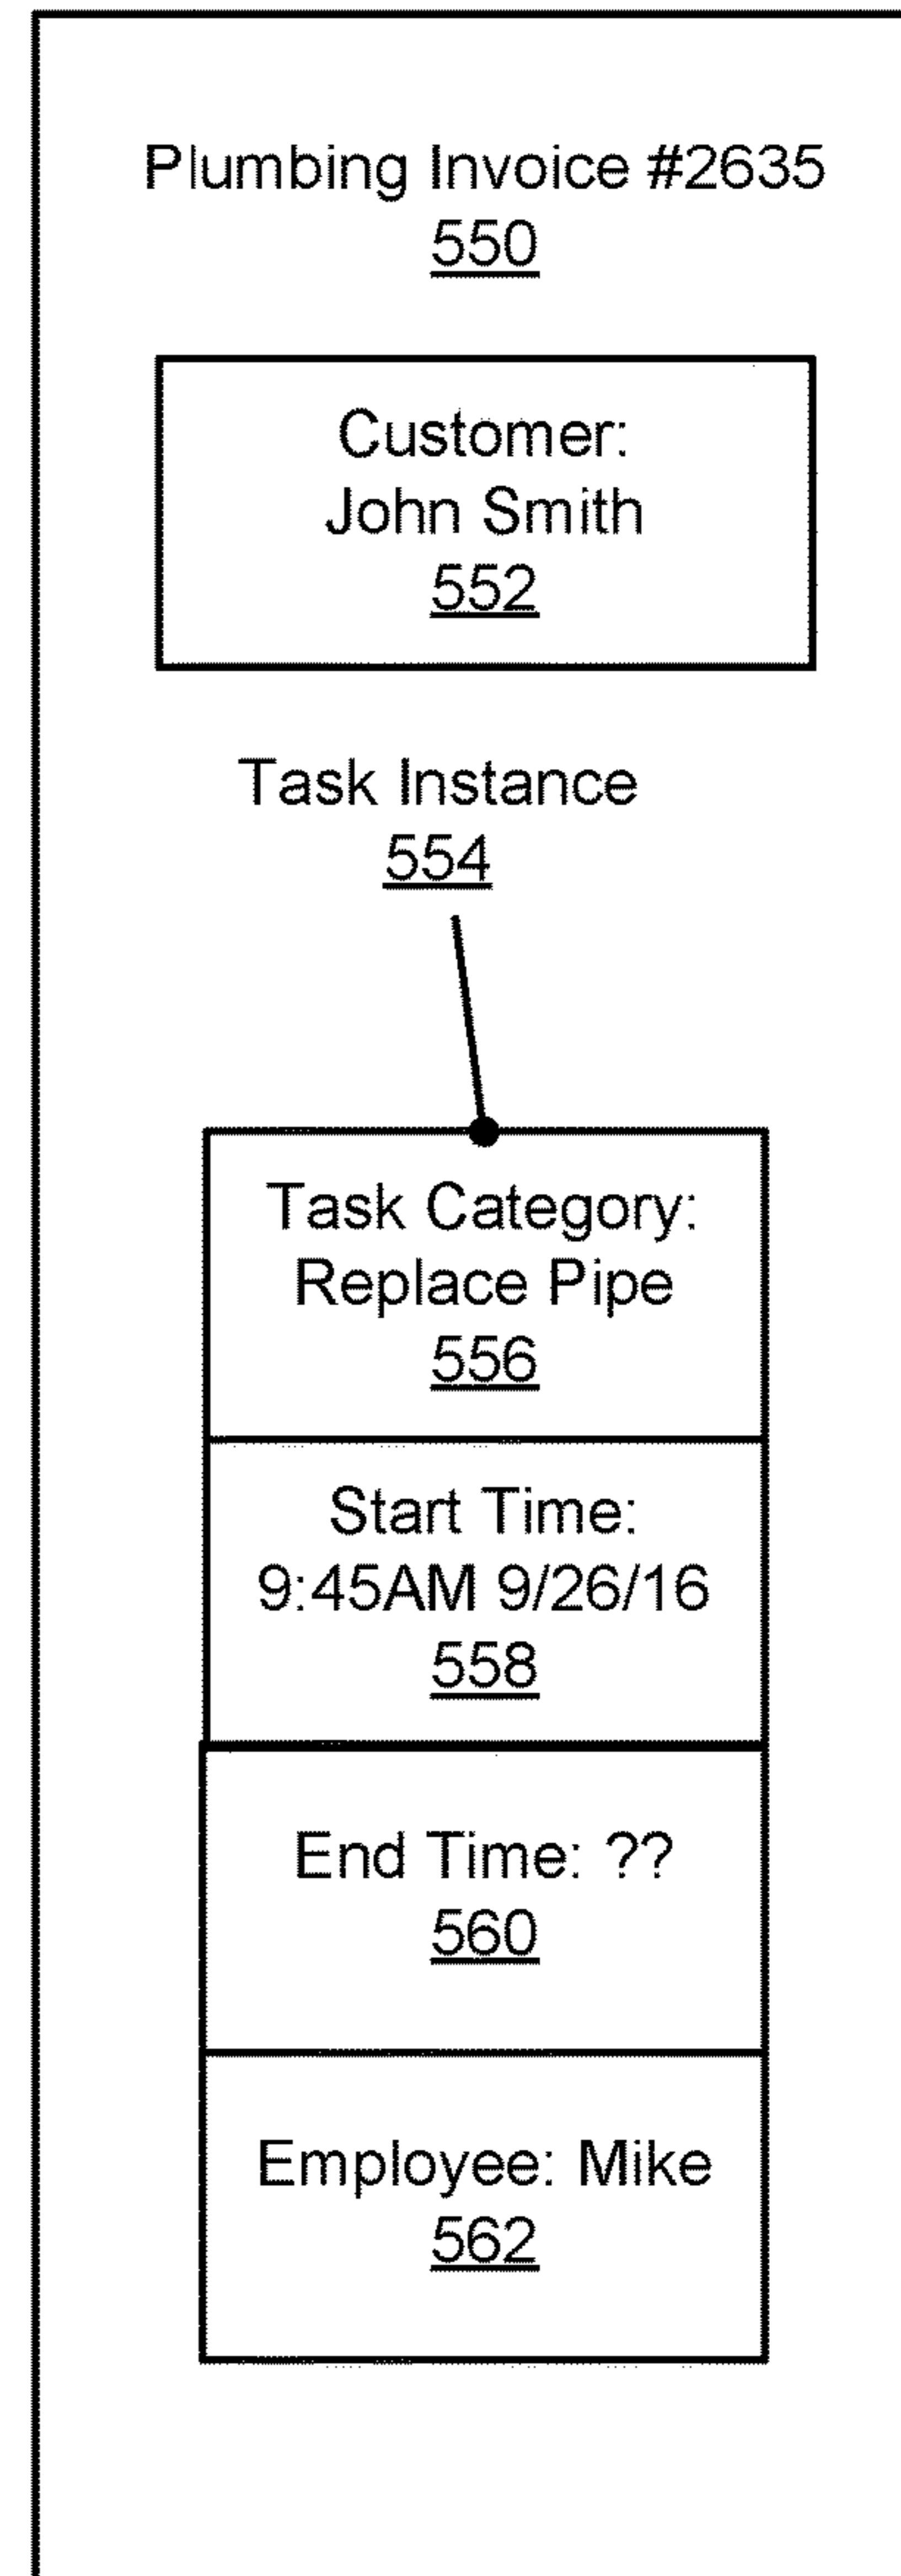 Plumbing Invoice #2635
550
Customer:
John Smith
552
Task Instance
554
Task Category:
Replace Pipe
556
Start Time:
9:45AM 9/26/16
558
End Time: ??
560
Employee: Mike
562